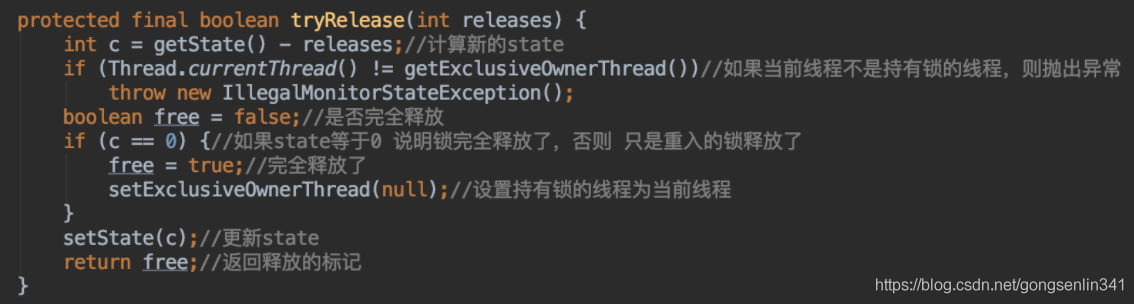 protected final boolean tryRelease(int releases) {
    int c = getState() - releases;//计算新的state
    if (Thread.currentThread() != getExclusiveOwnerThread())//如果当前线程不是持有锁的线程，则抛出异常
        throw new IllegalMonitorStateException();
    boolean free = false;//是否完全释放
    if (c == 0) {//如果state等于0 说明锁完全释放了，否则 只是重入的锁释放了
        free = true;//完全释放了
        setExclusiveOwnerThread(null);//设置持有锁的线程为当前线程
    }
    setState(c);//更新state
    return free;//返回释放的标记
}
https://blog.csdn.net/gongsenlin341